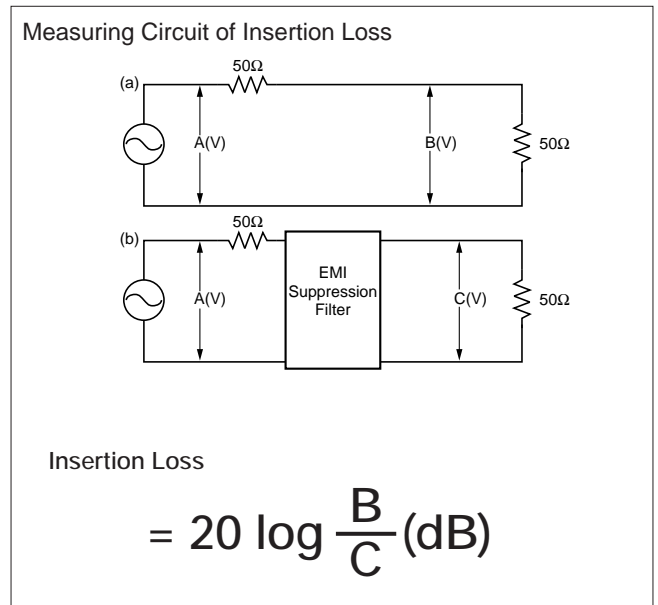 Measuring Circuit of Insertion Loss
50Ω
(a)
A(V)
B(V)
50Ω
50Ω
(b)
A(V)
EMI
Suppression
Filter
C(V)
50Ω
Insertion Loss
= 20 log B/C (dB)